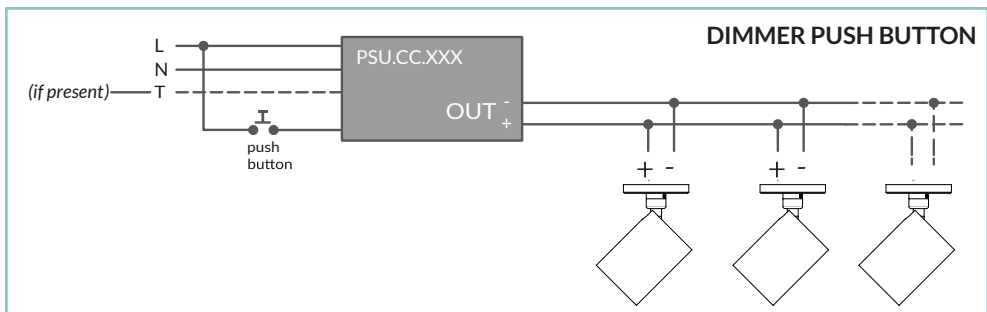 DIMMER PUSH BUTTON
L
N
(if present) T
PSU.CC.XXX
OUT -
+
push
button
+ -
+ -